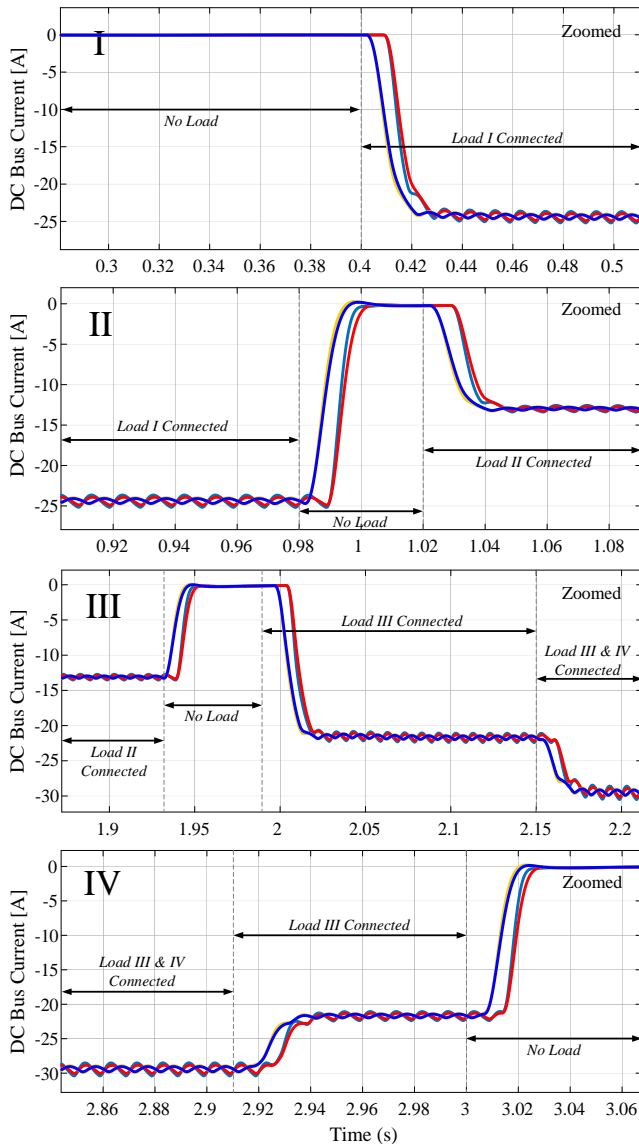 I
Zoomed
DC Bus Current [A]
0
-5
-10
-15
-20
-25
No Load
Load I Connected
0.3 0.32 0.34 0.36 0.38 0.4 0.42 0.44 0.46 0.48 0.5
II
Zoomed
DC Bus Current [A]
0
-5
-10
-15
-20
-25
Load I Connected
Load II Connected
No Load
0.92 0.94 0.96 0.98 1 1.02 1.04 1.06 1.08
III
Zoomed
DC Bus Current [A]
0
-5
-10
-15
-20
-25
-30
Load III Connected
Load III & IV
Connected
No Load
Load II
Connected
1.9 1.95 2 2.05 2.1 2.15 2.2
IV
Zoomed
DC Bus Current [A]
0
-5
-10
-15
-20
-25
-30
Load III Connected
Load III & IV
Connected
No Load
2.86 2.88 2.9 2.92 2.94 2.96 2.98 3 3.02 3.04 3.06
Time (s)